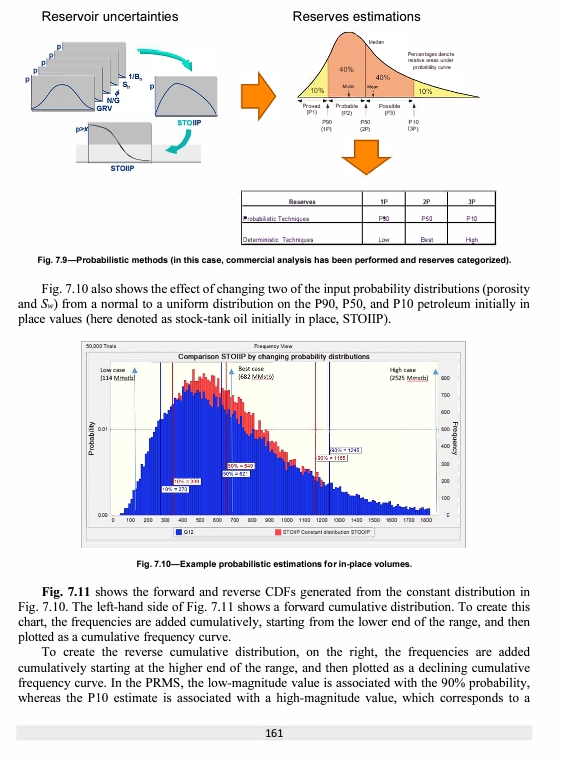 Reservoir uncertainties
Reserves estimations
p
p
p
p
p
1/Bo
Sh
ϕ
N/G
GRV
p
STOIIP
p>x
STOIIP
Median
Percentages denote
relative areas under
probability curve
40%
40%
Mode
Mean
10%
10%
Proved
(P1)
Probable
(P2)
Possible
(P3)
P90
(1P)
P50
(2P)
P10
(3P)
Reserves 1P 2P 3P
Probabilistic Techniques P90 P50 P10
Deterministic Techniques Low Best High
Fig. 7.9—Probabilistic methods (in this case, commercial analysis has been performed and reserves categorized).
Fig. 7.10 also shows the effect of changing two of the input probability distributions (porosity
and Sw) from a normal to a uniform distribution on the P90, P50, and P10 petroleum initially in
place values (here denoted as stock-tank oil initially in place, STOIIP).
50,000 Trials
Frequency View
Comparison STOIIP by changing probability distributions
Low case
(114 Mmstb)
Best case
(682 MMstb)
High case
(2525 Mmstb)
Probability
0.01
0.00
Frequency
800
700
600
500
400
300
200
100
0
90% = 1245
90% = 1165
50% = 649
50% = 621
10% = 339
10% = 270
0 100 200 300 400 500 600 700 800 900 1000 1100 1200 1300 1400 1500 1600 1700 1800
G12
STOIIP Constant distribution STOOIP
Fig. 7.10—Example probabilistic estimations for in-place volumes.
Fig. 7.11 shows the forward and reverse CDFs generated from the constant distribution in
Fig. 7.10. The left-hand side of Fig. 7.11 shows a forward cumulative distribution. To create this
chart, the frequencies are added cumulatively, starting from the lower end of the range, and then
plotted as a cumulative frequency curve.
To create the reverse cumulative distribution, on the right, the frequencies are added
cumulatively starting at the higher end of the range, and then plotted as a declining cumulative
frequency curve. In the PRMS, the low-magnitude value is associated with the 90% probability,
whereas the P10 estimate is associated with a high-magnitude value, which corresponds to a
161